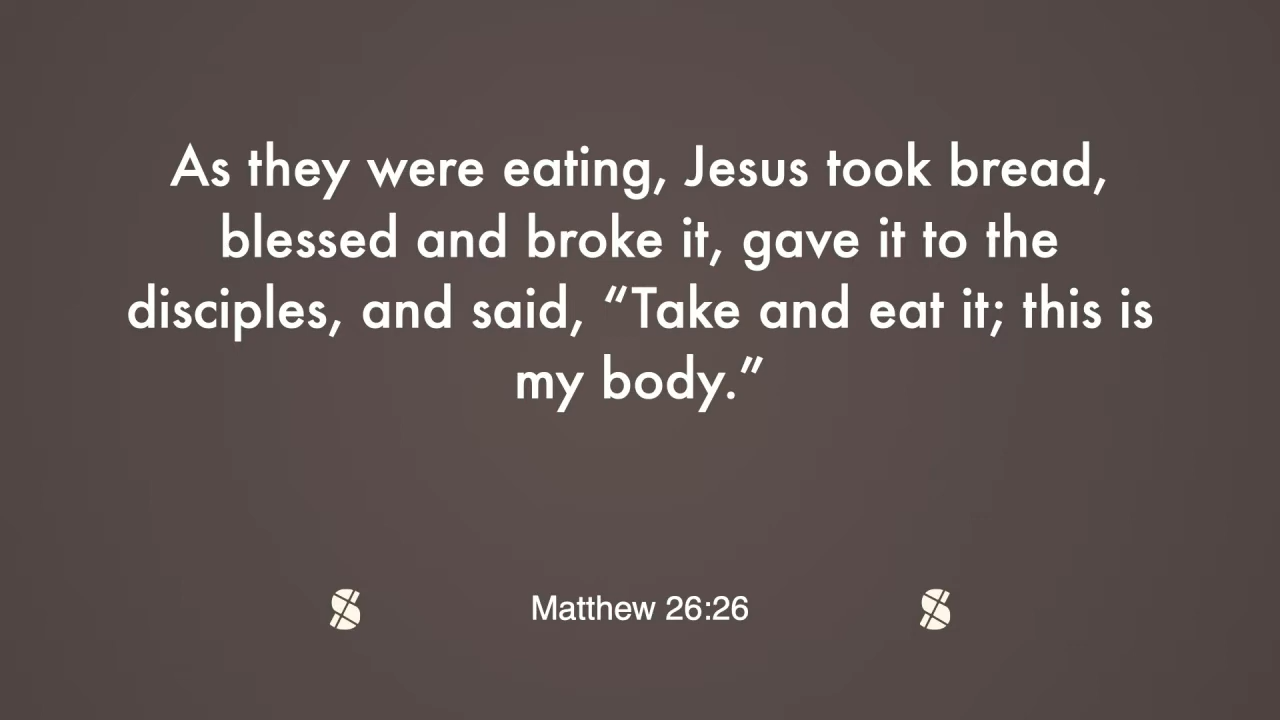 As they were eating, Jesus took bread,
blessed and broke it, gave it to the
disciples, and said, “Take and eat it; this is
my body.”
Matthew 26:26